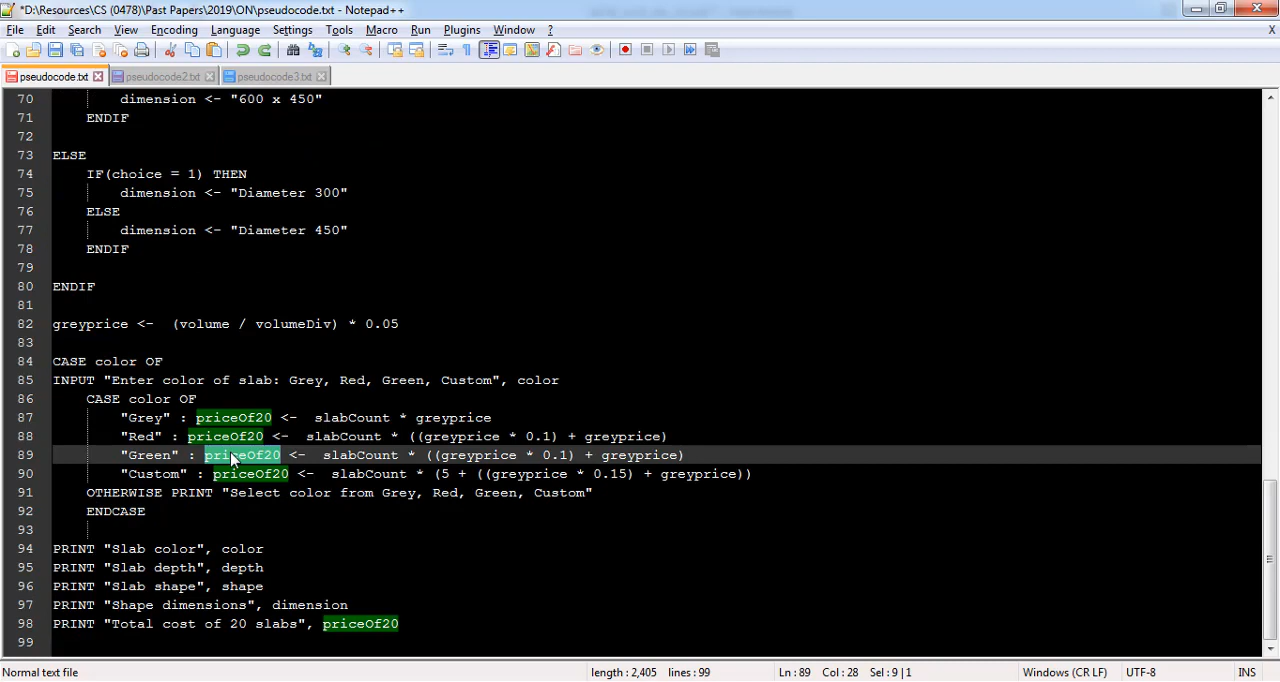 *D:\Resources\CS (0478)\Past Papers\2019\ON\pseudocode.txt - Notepad++
File Edit Search View Encoding Language Settings Tools Macro Run Plugins Window ? X
pseudocode.txt pseudocode2.txt pseudocode3.txt
70 dimension <- "600 x 450"
71 ENDIF
72
73 ELSE
74 IF(choice = 1) THEN
75 dimension <- "Diameter 300"
76 ELSE
77 dimension <- "Diameter 450"
78 ENDIF
79
80 ENDIF
81
82 greyprice <- (volume / volumeDiv) * 0.05
83
84 CASE color OF
85 INPUT "Enter color of slab: Grey, Red, Green, Custom", color
86 CASE color OF
87 "Grey" : priceOf20 <- slabCount * greyprice
88 "Red" : priceOf20 <- slabCount * ((greyprice * 0.1) + greyprice)
89 "Green" : priceOf20 <- slabCount * ((greyprice * 0.1) + greyprice)
90 "Custom" : priceOf20 <- slabCount * (5 + ((greyprice * 0.15) + greyprice))
91 OTHERWISE PRINT "Select color from Grey, Red, Green, Custom"
92 ENDCASE
93
94 PRINT "Slab color", color
95 PRINT "Slab depth", depth
96 PRINT "Slab shape", shape
97 PRINT "Shape dimensions", dimension
98 PRINT "Total cost of 20 slabs", priceOf20
99
Normal text file length : 2,405 lines : 99 Ln : 89 Col : 28 Sel : 9 | 1 Windows (CR LF) UTF-8 INS